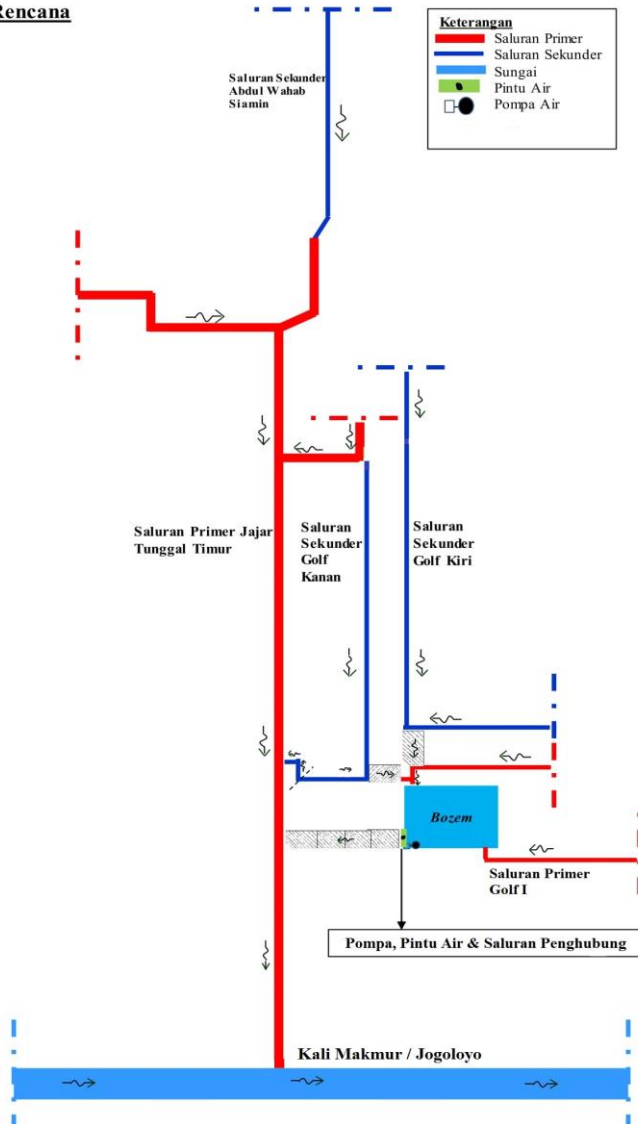 Rencana
Keterangan
Saluran Primer
Saluran Sekunder
Sungai
Pintu Air
Pompa Air
Saluran Sekunder
Abdul Wahab
Siamin
Saluran Primer Jajar
Tunggal Timur
Saluran
Sekunder
Golf
Kanan
Saluran
Sekunder
Golf Kiri
Bozem
Saluran Primer
Golf I
Pompa, Pintu Air & Saluran Penghubung
Kali Makmur / Jogoloyo